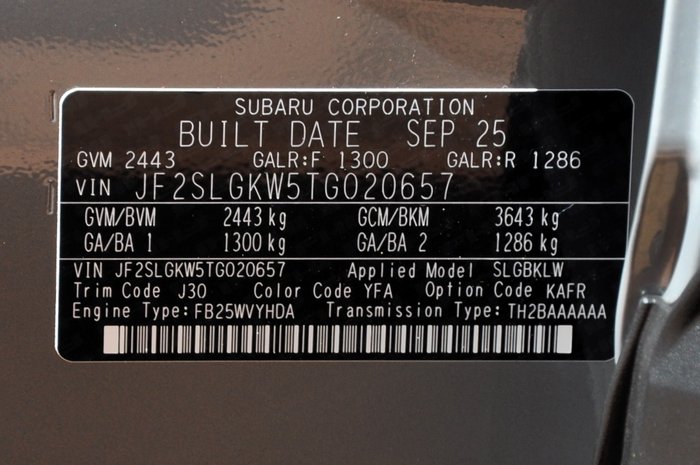 SUBARU CORPORATION
BUILT DATE SEP 25
GVM 2443 GALR:F 1300 GALR:R 1286
VIN JF2SLGKW5TG020657
GVM/BVM 2443 kg GCM/BKM 3643 kg
GA/BA 1 1300 kg GA/BA 2 1286 kg
VIN JF2SLGKW5TG020657 Applied Model SLGBKLW
Trim Code J30 Color Code YFA Option Code KAFR
Engine Type:FB25WVYHDA Transmission Type:TH2BAAAAAA